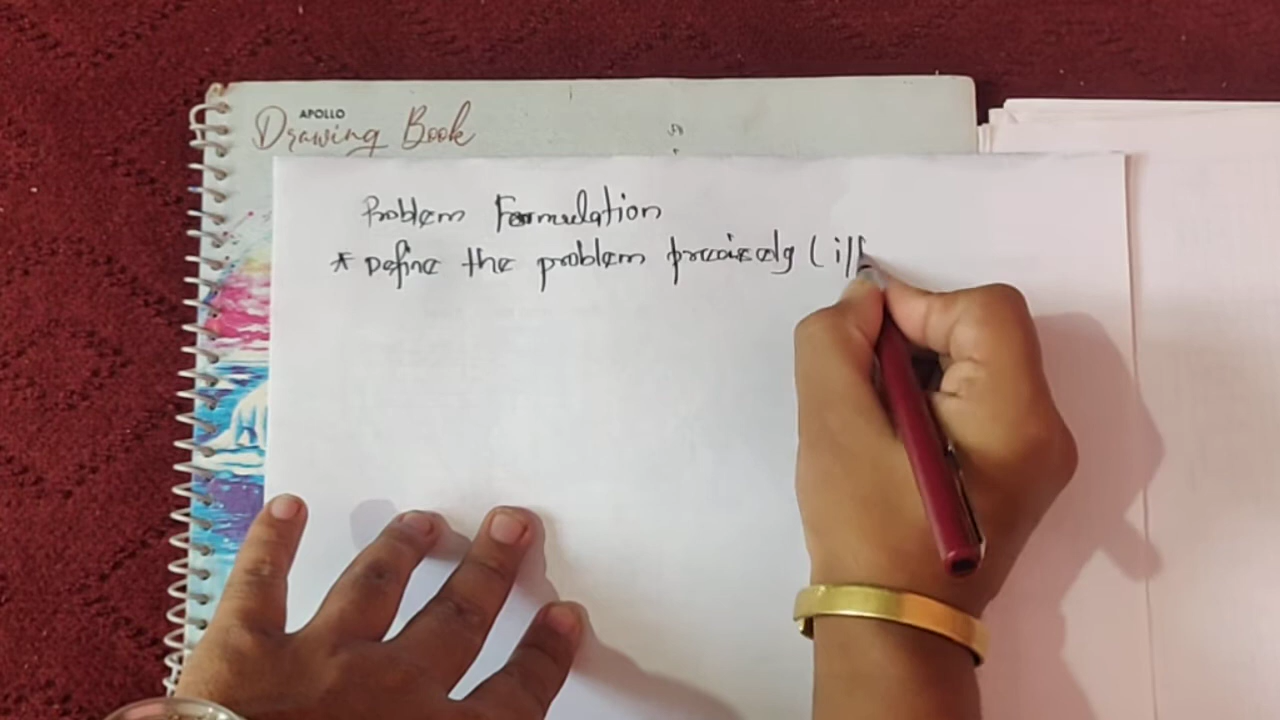 APOLLO
Drawing Book
Problem Formulation
* Define the problem precisely (i/p